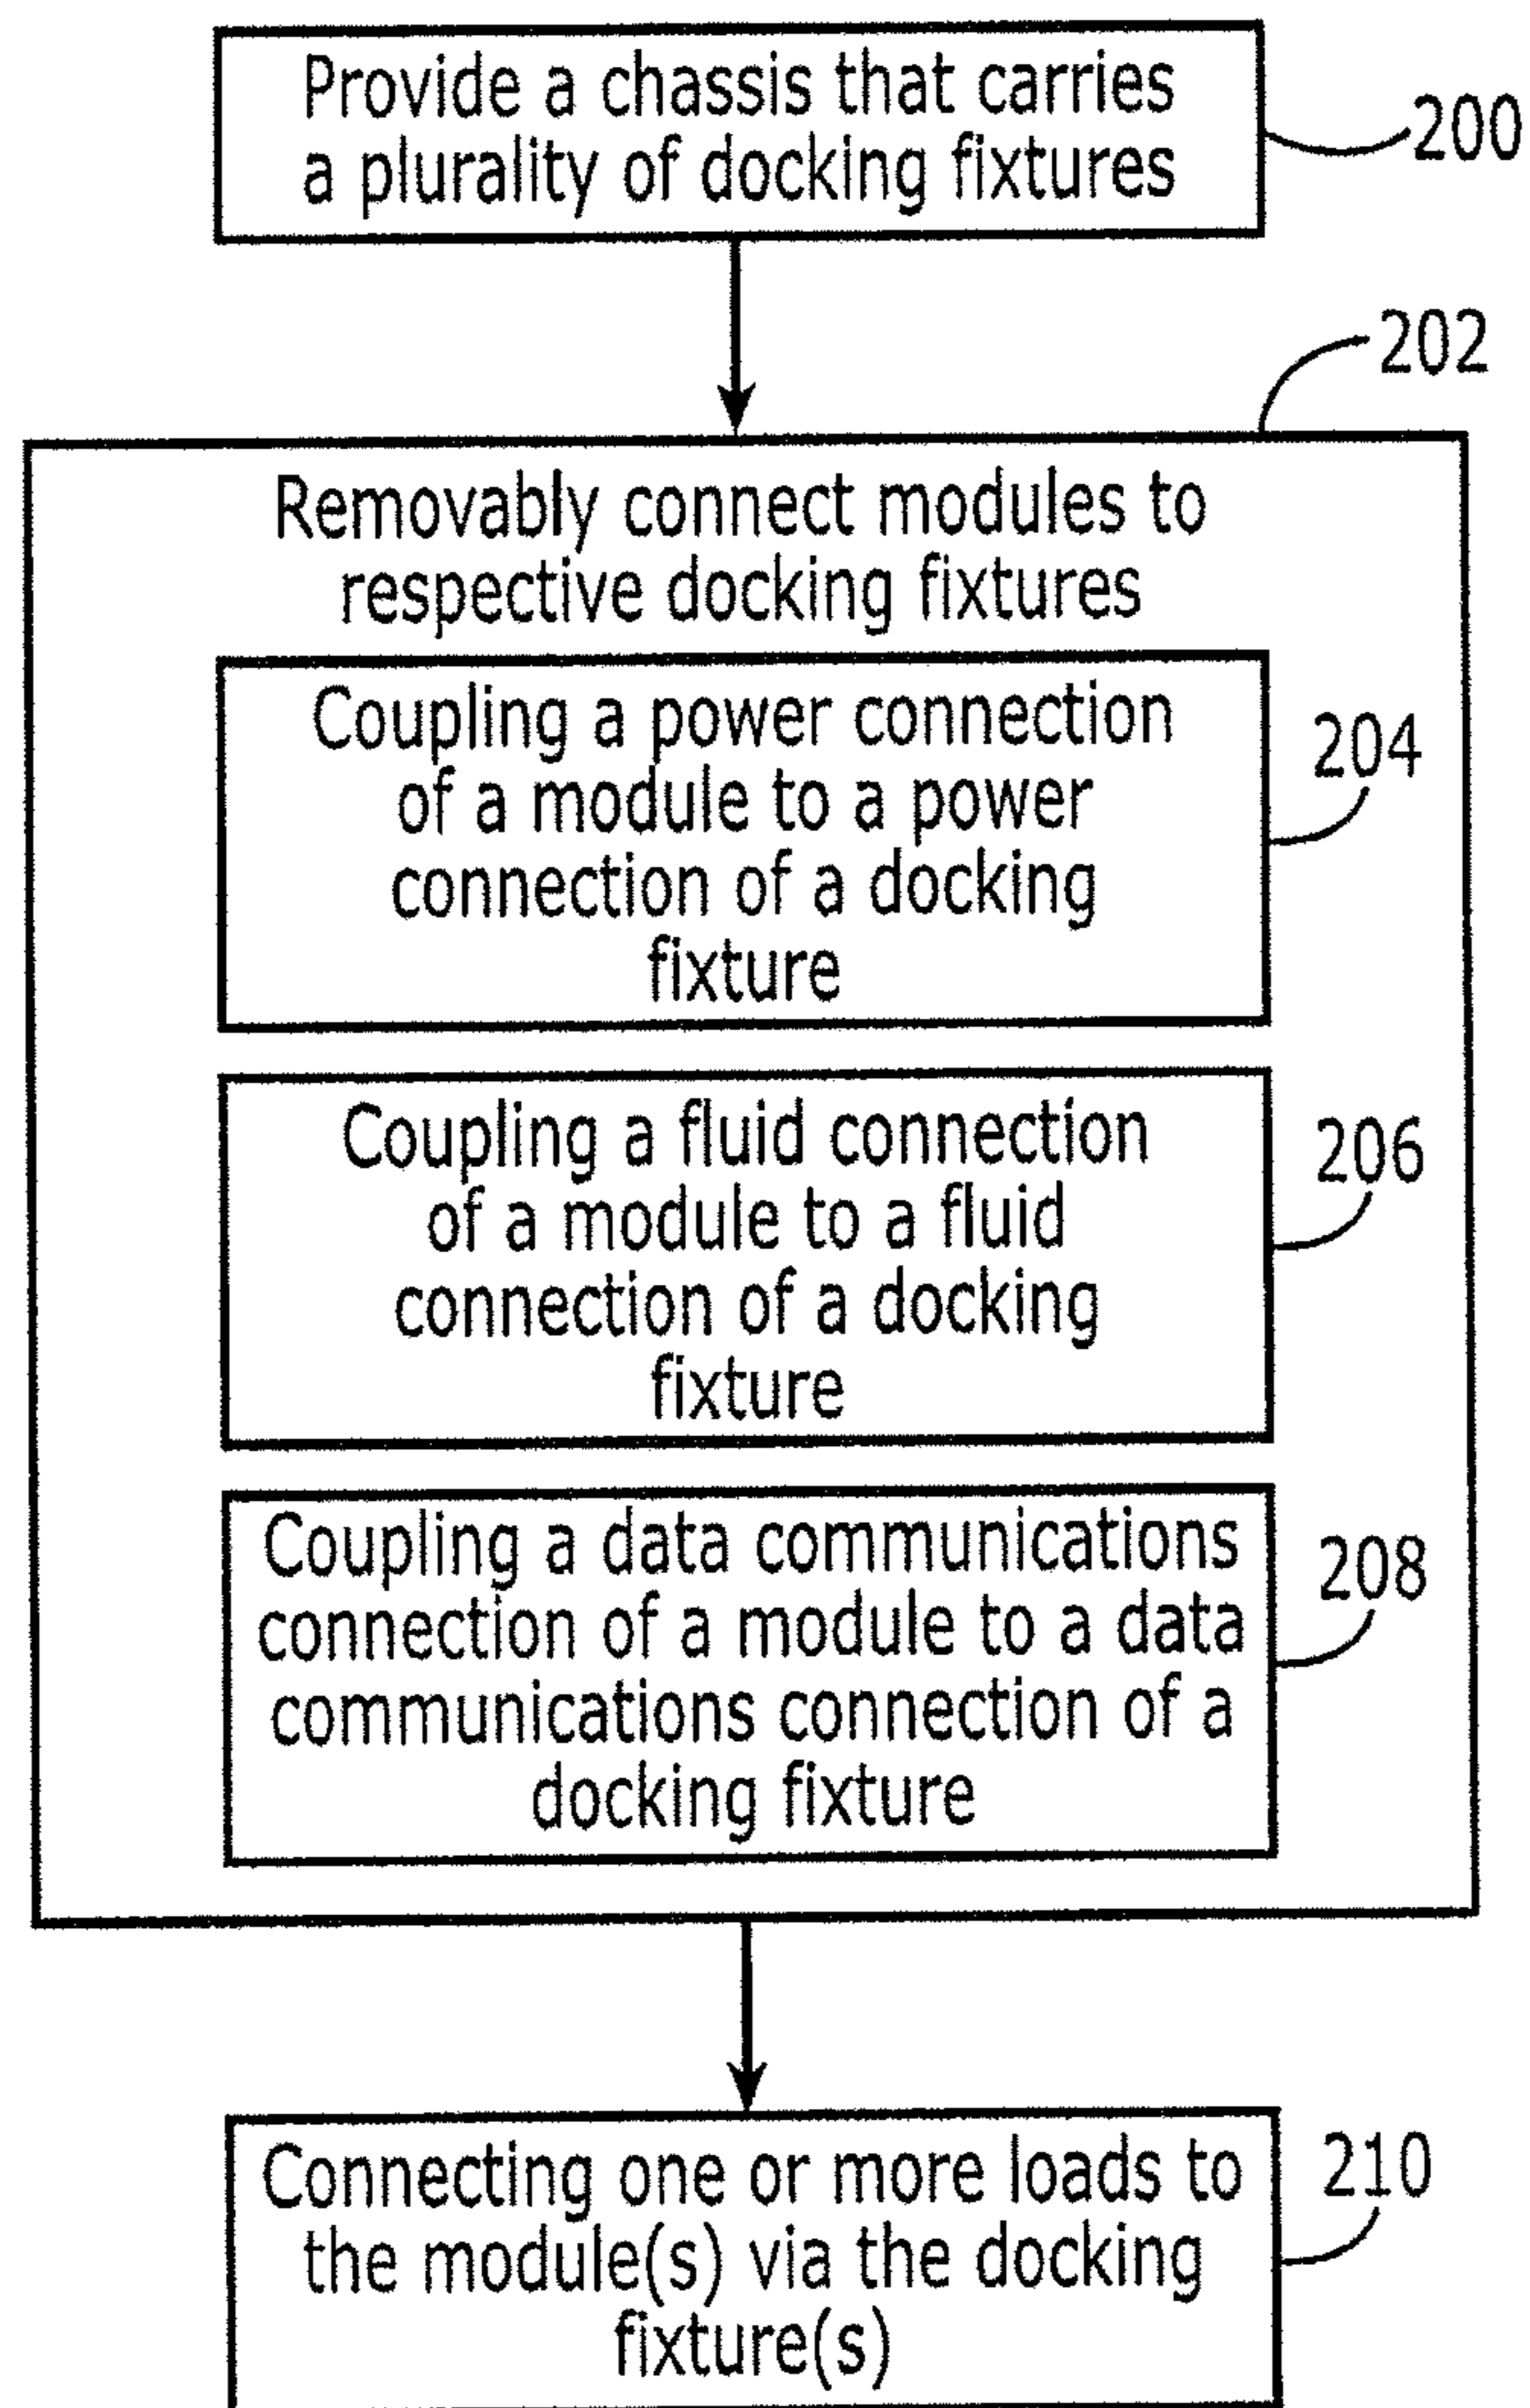 Provide a chassis that carries
a plurality of docking fixtures
200
202
Removably connect modules to
respective docking fixtures
Coupling a power connection
of a module to a power
connection of a docking
fixture
204
Coupling a fluid connection
of a module to a fluid
connection of a docking
fixture
206
Coupling a data communications
connection of a module to a data
communications connection of a
docking fixture
208
Connecting one or more loads to
the module(s) via the docking
fixture(s)
210